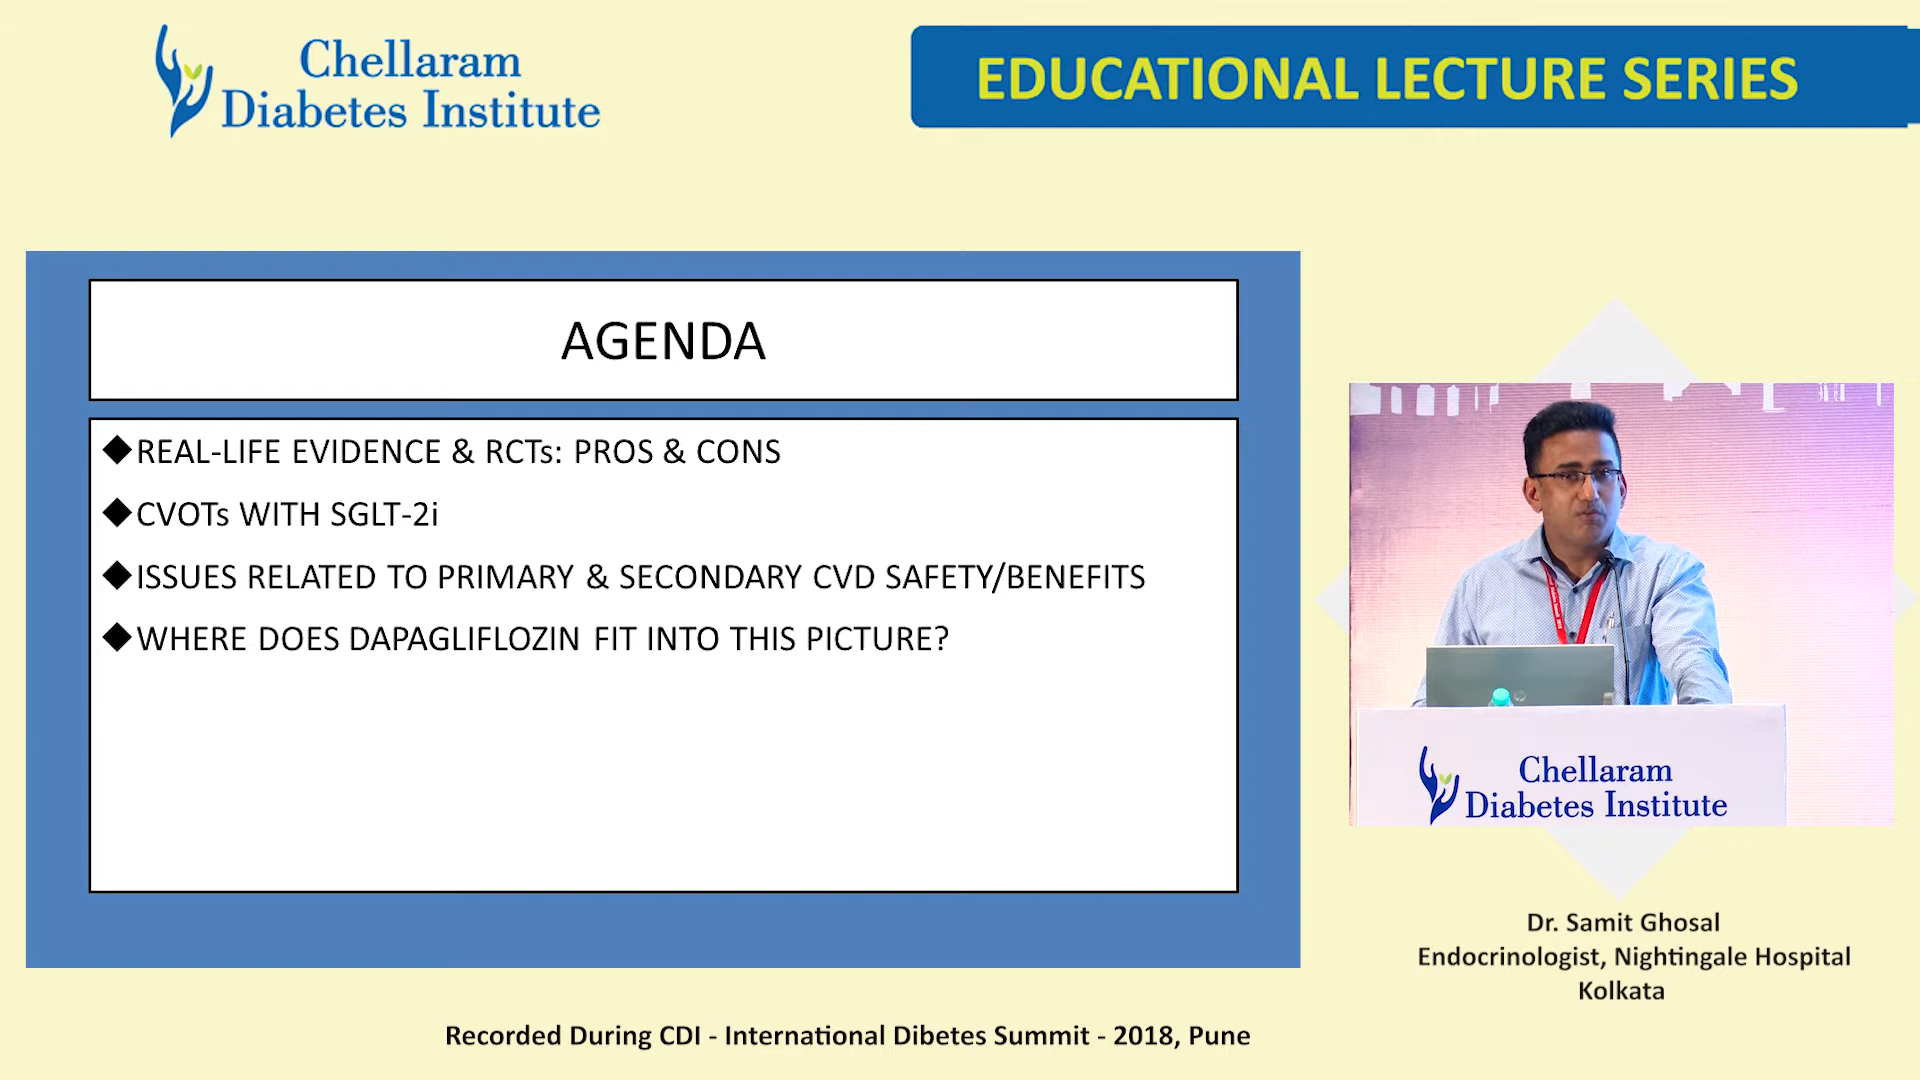 Chellaram
Diabetes Institute
EDUCATIONAL LECTURE SERIES
AGENDA
◆REAL-LIFE EVIDENCE & RCTs: PROS & CONS
◆CVOTs WITH SGLT-2i
◆ISSUES RELATED TO PRIMARY & SECONDARY CVD SAFETY/BENEFITS
◆WHERE DOES DAPAGLIFLOZIN FIT INTO THIS PICTURE?
Chellaram
Diabetes Institute
Dr. Samit Ghosal
Endocrinologist, Nightingale Hospital
Kolkata
Recorded During CDI - International Dibetes Summit - 2018, Pune